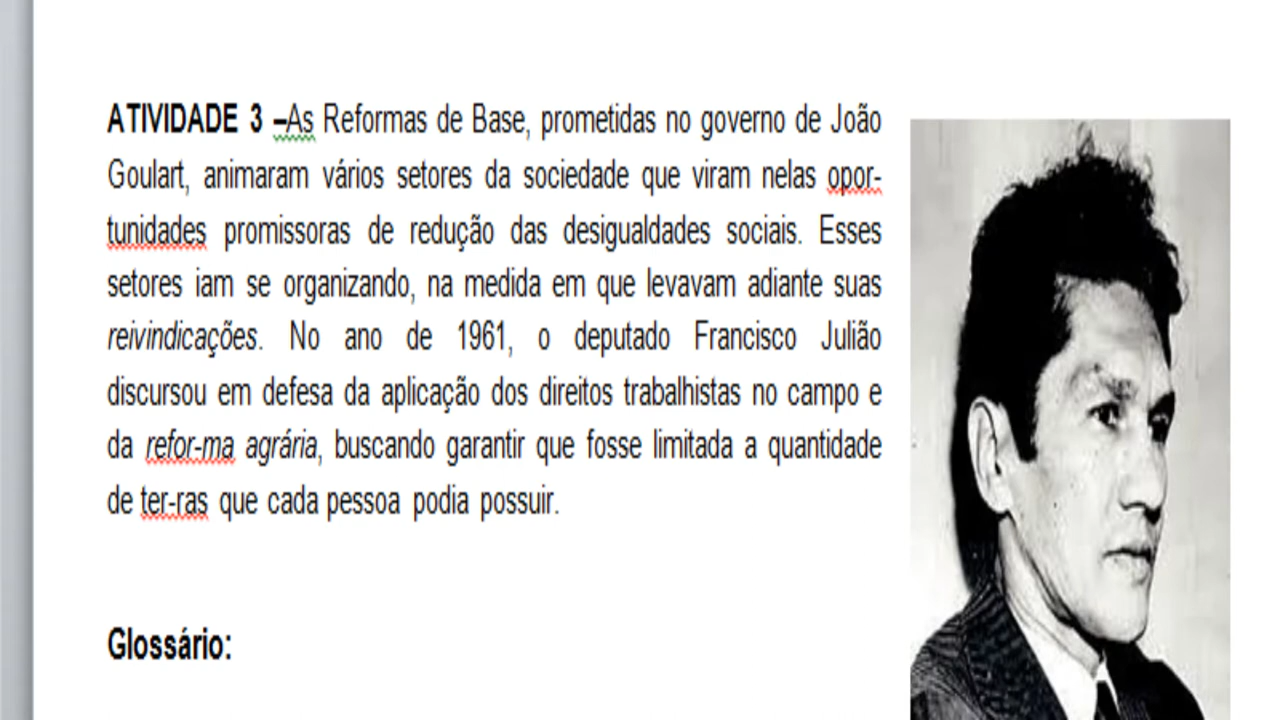 ATIVIDADE 3 –As Reformas de Base, prometidas no governo de João
Goulart, animaram vários setores da sociedade que viram nelas opor-
tunidades promissoras de redução das desigualdades sociais. Esses
setores iam se organizando, na medida em que levavam adiante suas
reivindicações. No ano de 1961, o deputado Francisco Julião
discursou em defesa da aplicação dos direitos trabalhistas no campo e
da refor-ma agrária, buscando garantir que fosse limitada a quantidade
de ter-ras que cada pessoa podia possuir.
Glossário: